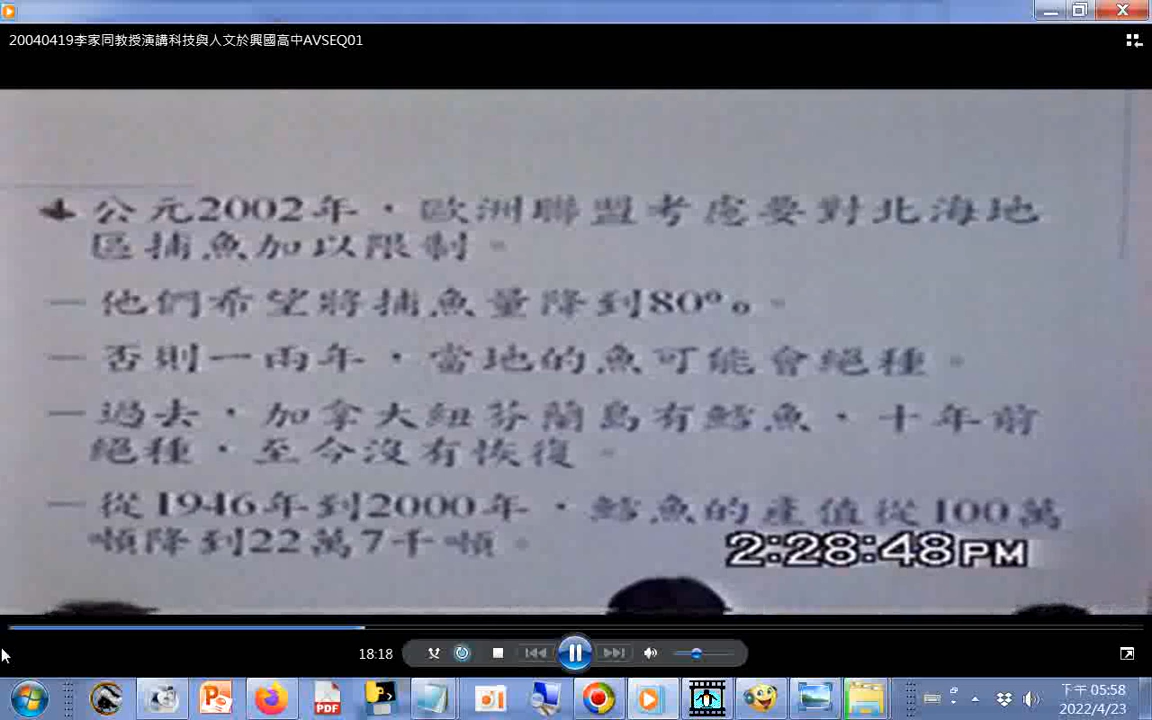 20040419李家同教授演講科技與人文於興國高中AVSEQ01
公元2002年,歐洲聯盟考慮要對北海地
區捕魚加以限制。
一 他們希望將捕魚量降到80%。
一 否則一兩年,當地的魚可能會絕種。
一 過去,加拿大紐芬蘭島有鱈魚,十年前
絕種,至今沒有恢復。
一 從1946年到2000年,鱈魚的產值從100萬
噸降到22萬7千噸。
2:28:48PM
18:18
PDF
下午 05:58
2022/4/23